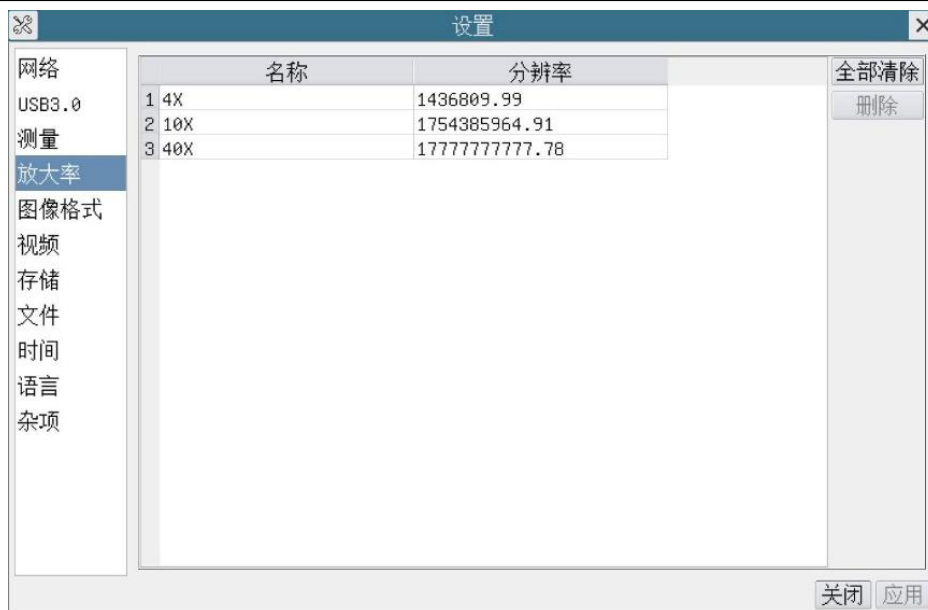 设置
网络
USB3.0
测量
放大率
图像格式
视频
存储
文件
时间
语言
杂项
名称 分辨率
1 4X 1436809.99
2 10X 1754385964.91
3 40X 17777777777.78
全部清除
删除
关闭 应用